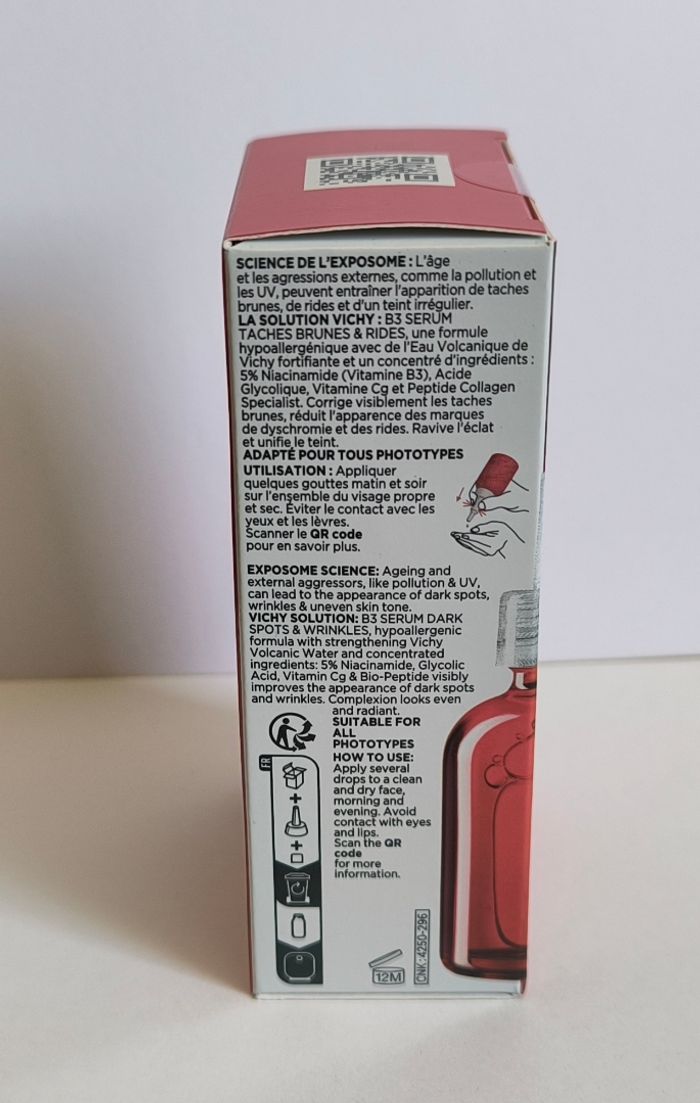 SCIENCE DE L'EXPOSOME : L'âge
et les agressions externes, comme la pollution et
les UV, peuvent entraîner l'apparition de taches
brunes, de rides et d'un teint irrégulier.
LA SOLUTION VICHY : B3 SERUM
TACHES BRUNES & RIDES, une formule
hypoallergénique avec de l'Eau Volcanique de
Vichy fortifiante et un concentré d'ingrédients :
5% Niacinamide (Vitamine B3), Acide
Glycolique, Vitamine Cg et Peptide Collagen
Specialist. Corrige visiblement les taches
brunes, réduit l'apparence des marques
de dyschromie et des rides. Ravive l'éclat
et unifie le teint.
ADAPTÉ POUR TOUS PHOTOTYPES
UTILISATION : Appliquer
quelques gouttes matin et soir
sur l'ensemble du visage propre
et sec. Éviter le contact avec les
yeux et les lèvres.
Scanner le QR code
pour en savoir plus.
EXPOSOME SCIENCE: Ageing and
external aggressors, like pollution & UV,
can lead to the appearance of dark spots,
wrinkles & uneven skin tone.
VICHY SOLUTION: B3 SERUM DARK
SPOTS & WRINKLES, hypoallergenic
formula with strengthening Vichy
Volcanic Water and concentrated
ingredients: 5% Niacinamide, Glycolic
Acid, Vitamin Cg & Bio-Peptide visibly
improves the appearance of dark spots
and wrinkles. Complexion looks even
and radiant.
SUITABLE FOR
ALL
PHOTOTYPES
HOW TO USE:
Apply several
drops to a clean
and dry face,
morning and
evening. Avoid
contact with eyes
and lips.
Scan the QR
code
for more
information.
FR
12M
CNK: 4250-296